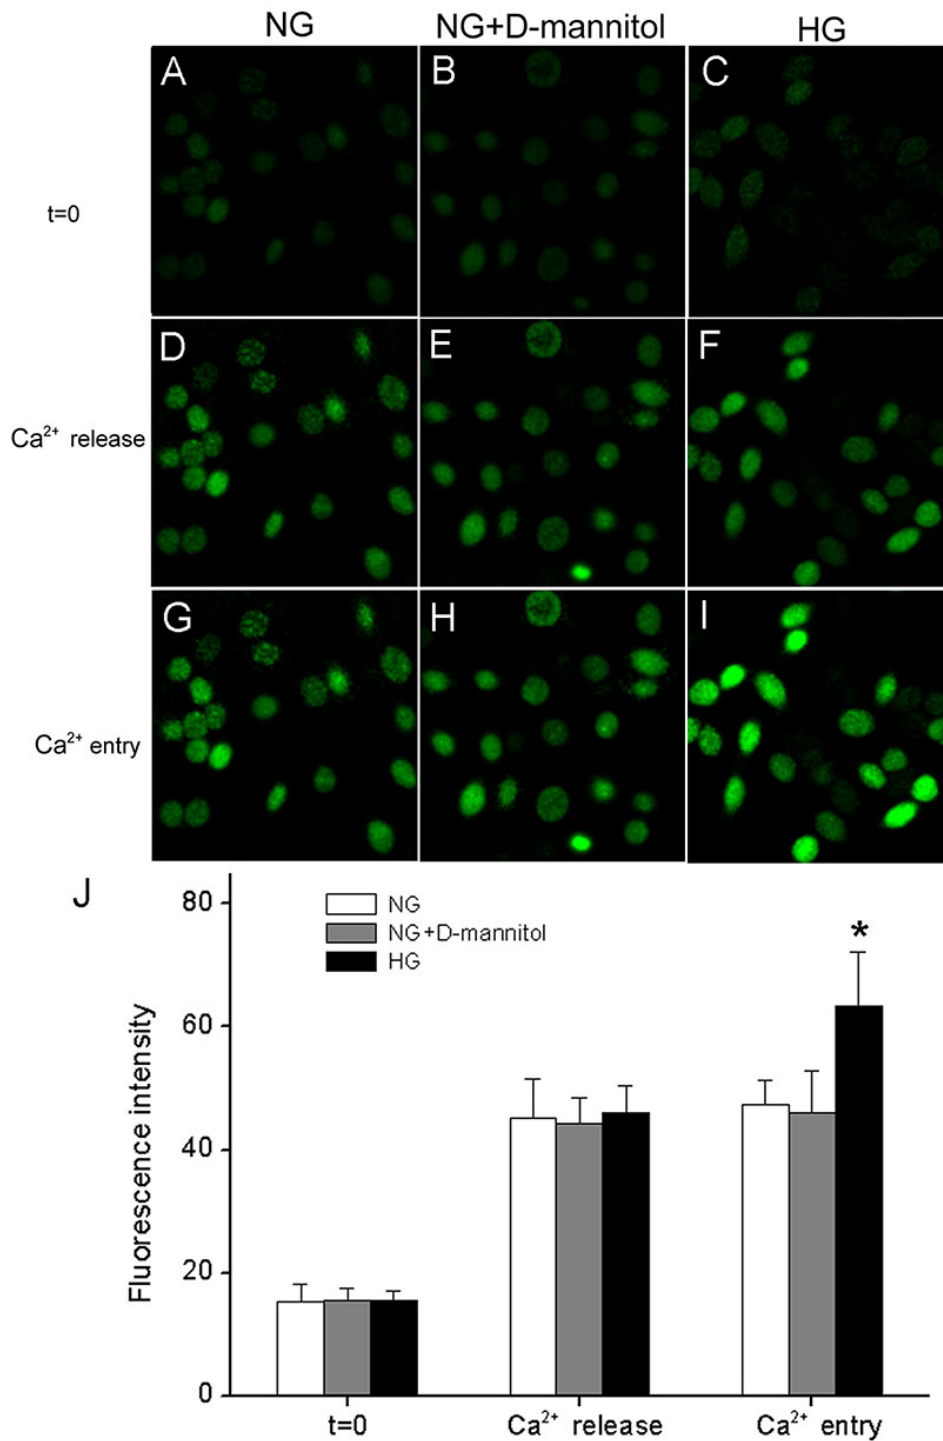 NG NG+D-mannitol HG
A B C
t=0
D E F
Ca²⁺ release
G H I
Ca²⁺ entry
J
80
60
40
20
0
Fluorescence intensity
NG
NG+D-mannitol
HG
*
t=0 Ca²⁺ release Ca²⁺ entry